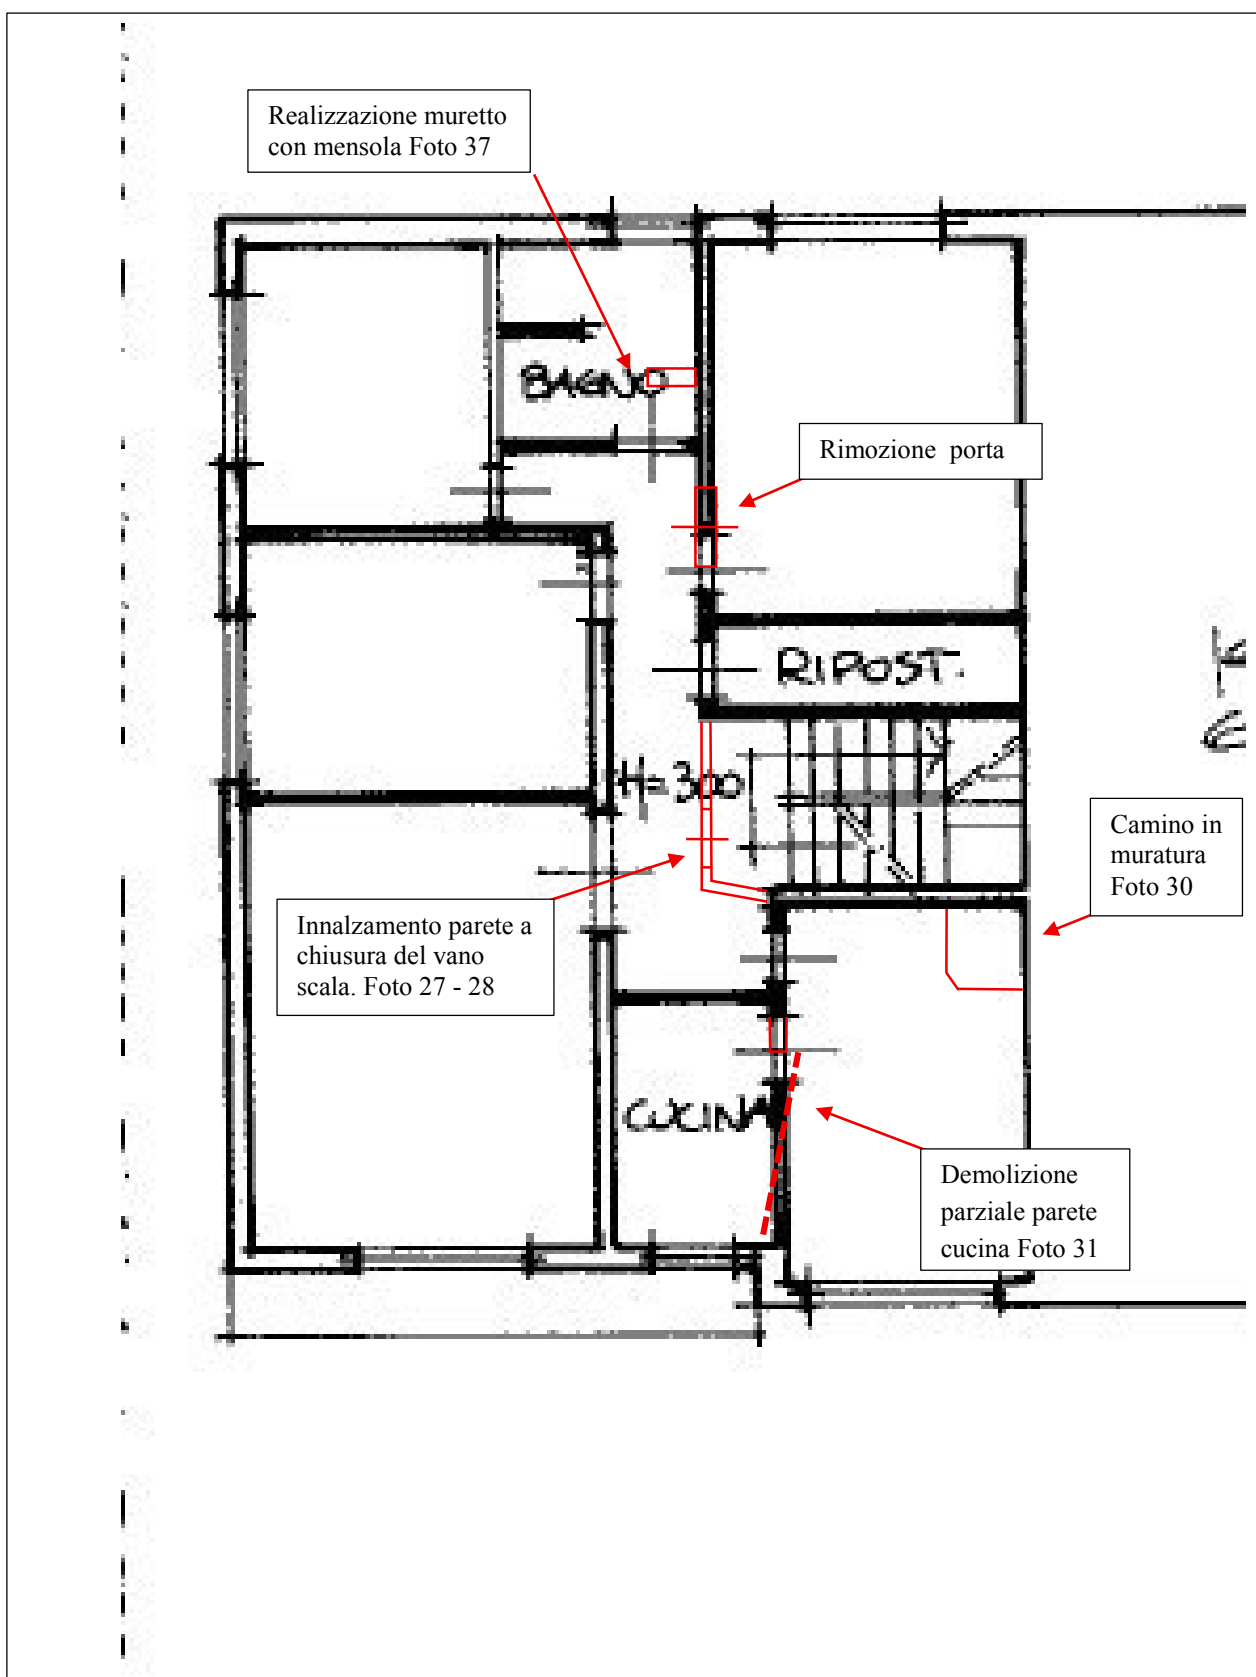 Realizzazione muretto
con mensola Foto 37
BAGNO
Rimozione porta
RIPOST.
H= 300
Camino in
muratura
Foto 30
Innalzamento parete a
chiusura del vano
scala. Foto 27 - 28
CUCINA
Demolizione
parziale parete
cucina Foto 31